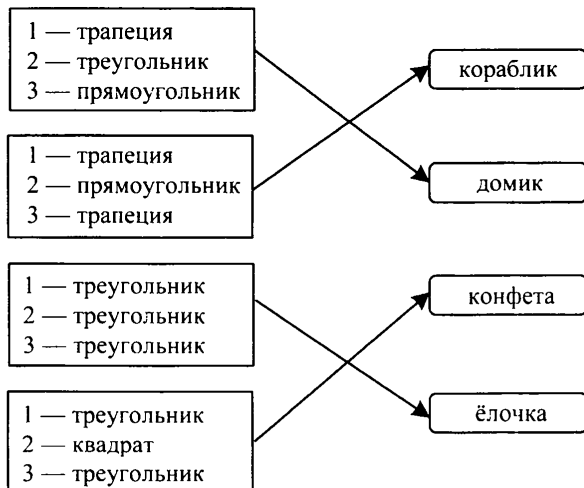 1 — трапеция
2 — треугольник
3 — прямоугольник
1 — трапеция
2 — прямоугольник
3 — трапеция
1 — треугольник
2 — треугольник
3 — треугольник
1 — треугольник
2 — квадрат
3 — треугольник
кораблик
домик
конфета
ёлочка